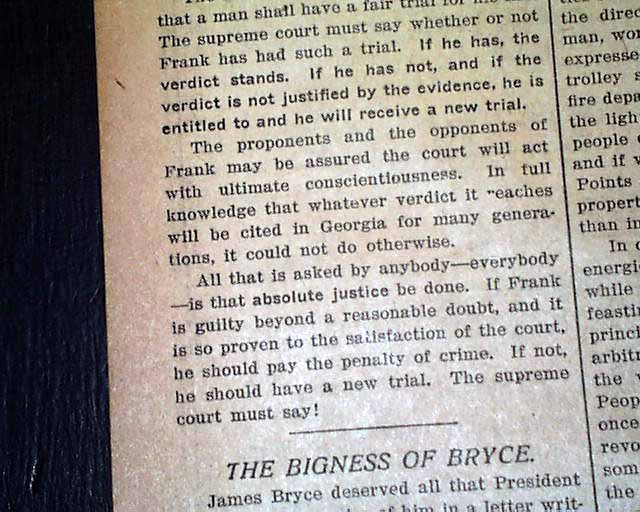 that a man shall have a fair trial for his
The supreme court must say whether or not
Frank has had such a trial. If he has, the
verdict stands. If he has not, and if the
verdict is not justified by the evidence, he is
entitled to and he will receive a new trial.
The proponents and the opponents of
Frank may be assured the court will act
with ultimate conscientiousness. In full
knowledge that whatever verdict it reaches
will be cited in Georgia for many genera-
tions, it could not do otherwise.
All that is asked by anybody—everybody
—is that absolute justice be done. If Frank
is guilty beyond a reasonable doubt, and it
is so proven to the satisfaction of the court,
he should pay the penalty of crime. If not,
he should have a new trial. The supreme
court must say!
THE BIGNESS OF BRYCE.
James Bryce deserved all that President
of him in a letter writ-
the direc
man, wor
expresse
trolley s
fire depa
the ligh
people
and if
Points
propert
than in
In
energi
while
feastin
princi
arbitr
the
Peop
once
revo
som
the